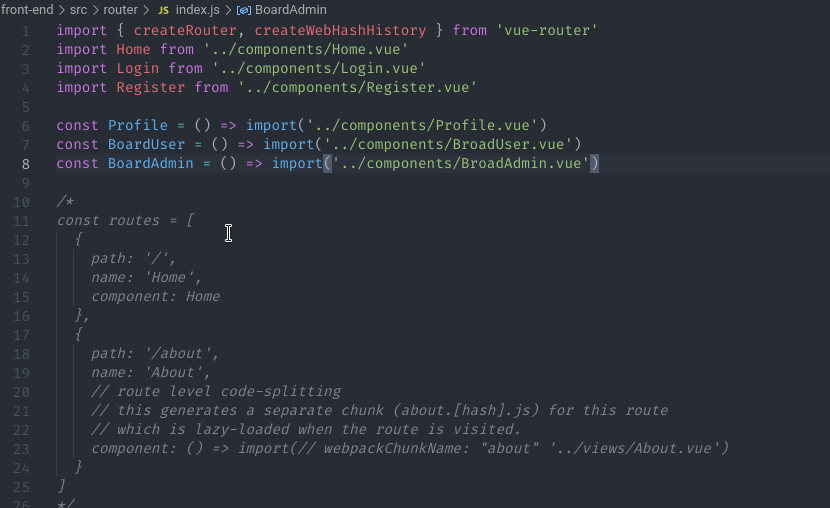 front-end > src > router > JS index.js > BoardAdmin
1 import { createRouter, createWebHashHistory } from 'vue-router'
2 import Home from '../components/Home.vue'
3 import Login from '../components/Login.vue'
4 import Register from '../components/Register.vue'
5
6 const Profile = () => import('../components/Profile.vue')
7 const BoardUser = () => import('../components/BroadUser.vue')
8 const BoardAdmin = () => import('../components/BroadAdmin.vue')
9
10 /*
11 const routes = [
12   {
13     path: '/',
14     name: 'Home',
15     component: Home
16   },
17   {
18     path: '/about',
19     name: 'About',
20     // route level code-splitting
21     // this generates a separate chunk (about.[hash].js) for this route
22     // which is lazy-loaded when the route is visited.
23     component: () => import(// webpackChunkName: "about" '../views/About.vue')
24   }
25 ]
26 */